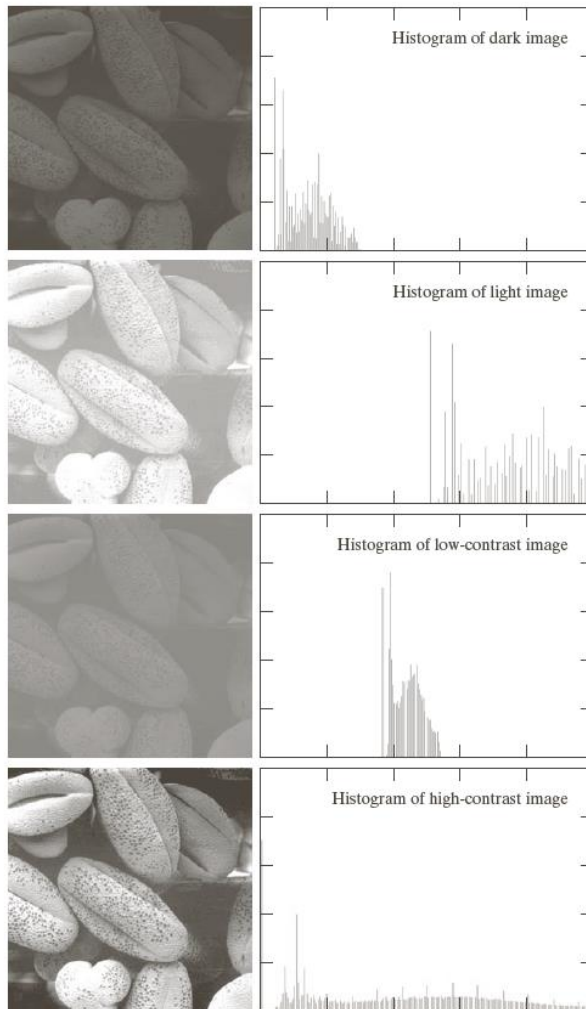 Histogram of dark image
Histogram of light image
Histogram of low-contrast image
Histogram of high-contrast image